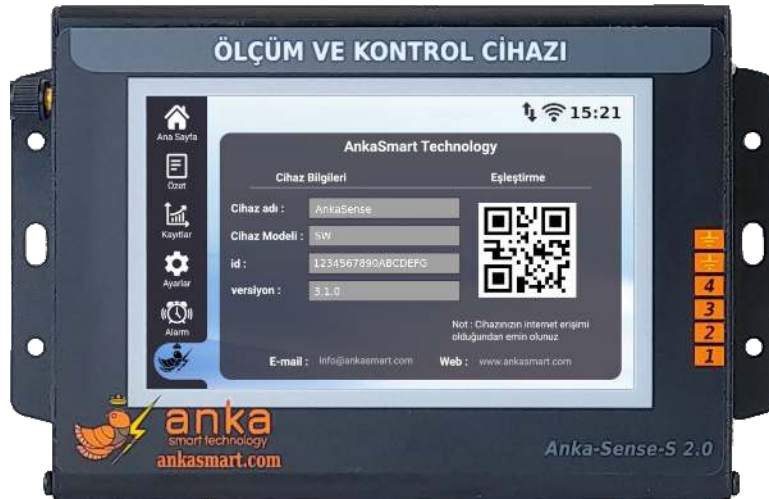 ÖLÇÜM VE KONTROL CİHAZI
15:21
Ana Sayfa
Özet
Kayıtlar
Ayarlar
Alarm
AnkaSmart Technology
Cihaz Bilgileri
Eşleştirme
Cihaz adı : AnkaSense
Cihaz Modeli : SW
id : 1234567890ABCDEFG
versiyon : 3.1.0
Not : Cihazınızın internet erişimi
olduğundan emin olunuz
E-mail : info@ankasmart.com Web : www.ankasmart.com
4
3
2
1
anka
smart technology
ankasmart.com
Anka-Sense-S 2.0